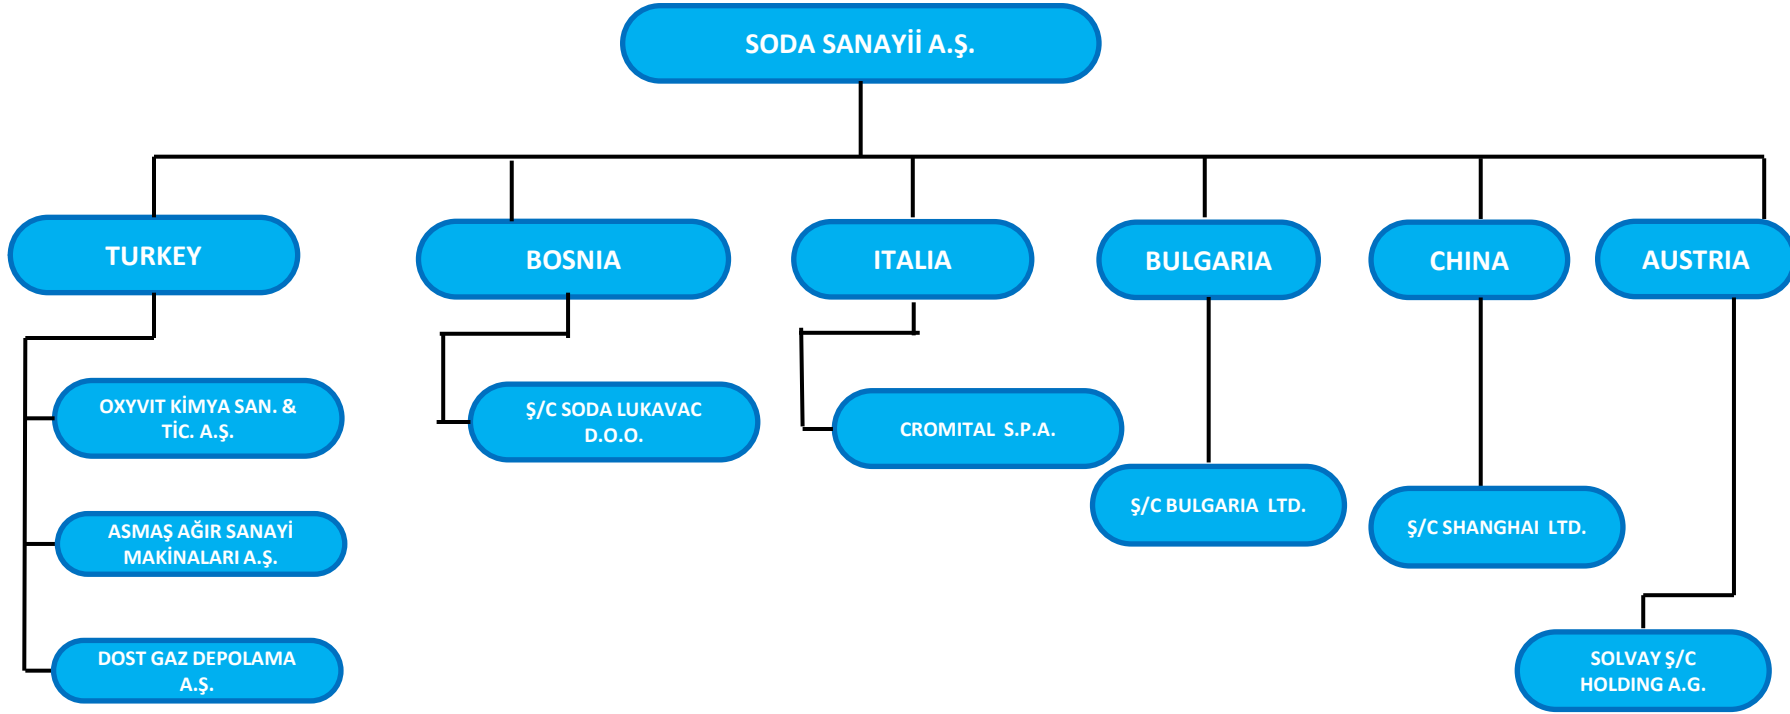 SODA SANAYİİ A.Ş.
TURKEY
BOSNIA
ITALIA
BULGARIA
CHINA
AUSTRIA
OXYVIT KİMYA SAN. &
TİC. A.Ş.
Ş/C SODA LUKAVAC
D.O.O.
CROMITAL S.P.A.
Ş/C BULGARIA LTD.
Ş/C SHANGHAI LTD.
ASMAŞ AĞIR SANAYİ
MAKİNALARI A.Ş.
DOST GAZ DEPOLAMA
A.Ş.
SOLVAY Ş/C
HOLDING A.G.